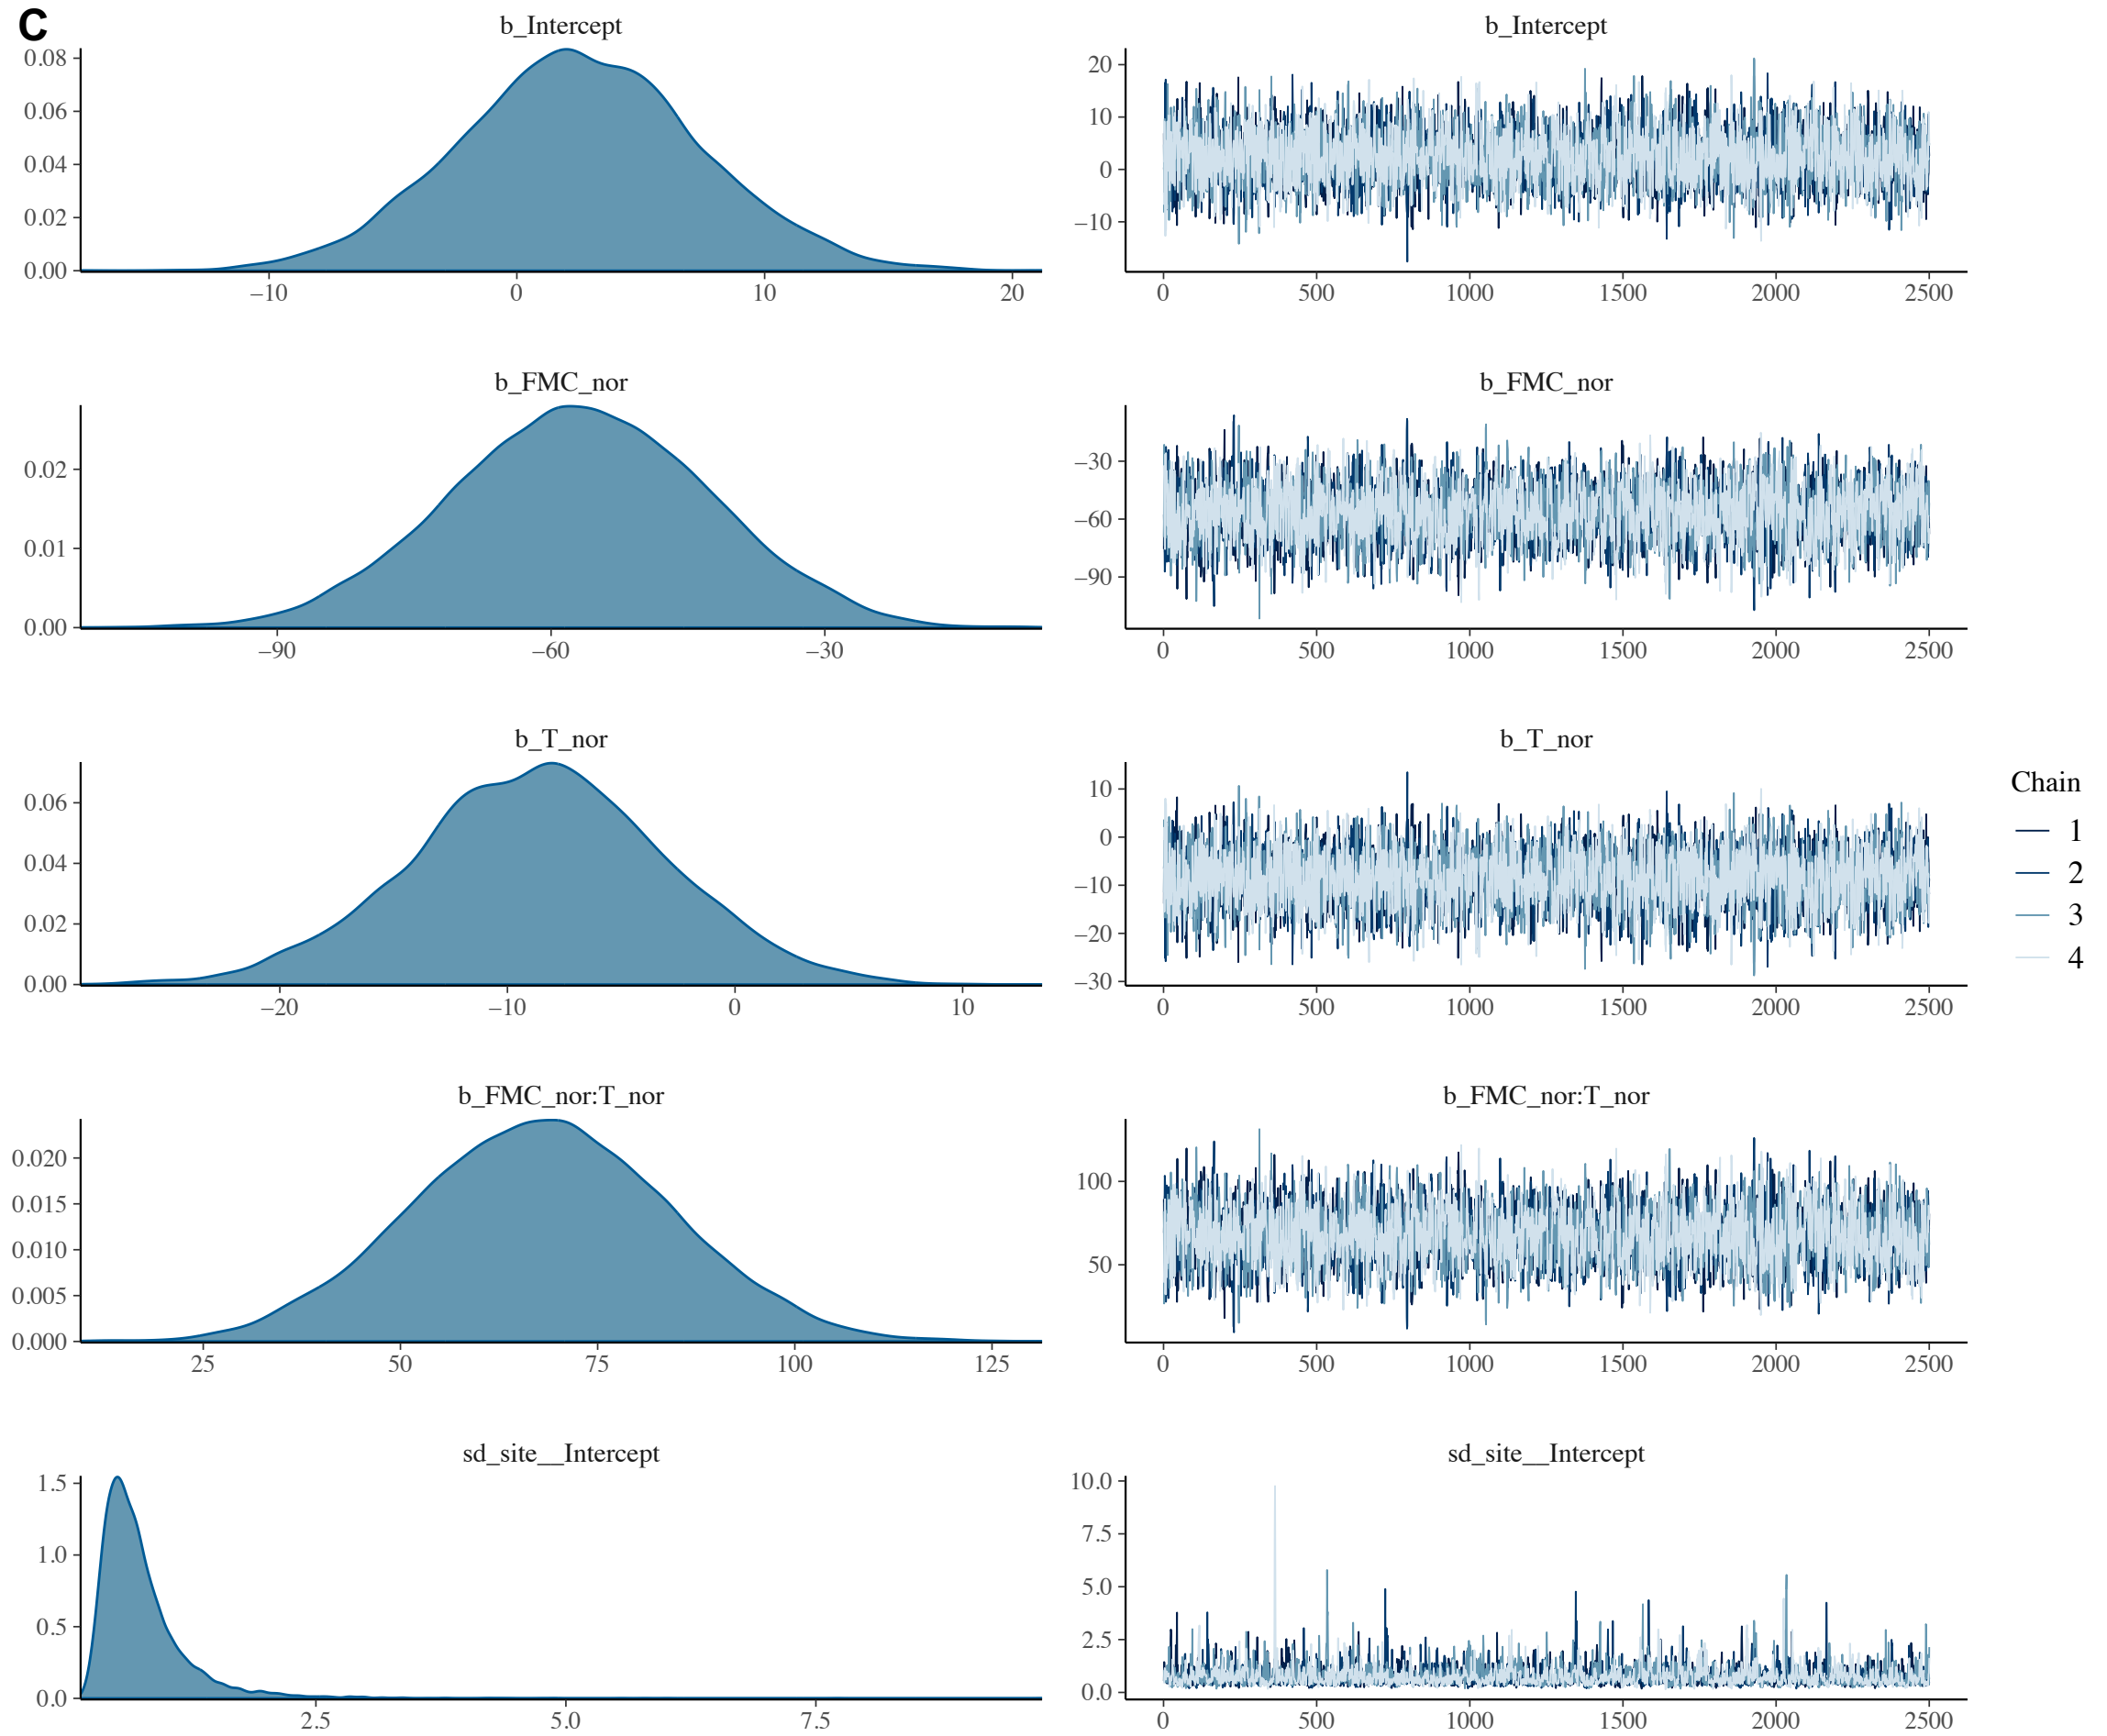 C
b_Intercept
b_Intercept
0.08
0.06
0.04
0.02
0.00
−10 0 10 20
20
10
0
−10
0 500 1000 1500 2000 2500
b_FMC_nor
b_FMC_nor
0.02
0.01
0.00
−90 −60 −30
−30
−60
−90
0 500 1000 1500 2000 2500
b_T_nor
b_T_nor
0.06
0.04
0.02
0.00
−20 −10 0 10
10
0
−10
−20
−30
0 500 1000 1500 2000 2500
Chain
1
2
3
4
b_FMC_nor:T_nor
b_FMC_nor:T_nor
0.020
0.015
0.010
0.005
0.000
25 50 75 100 125
100
50
0 500 1000 1500 2000 2500
sd_site__Intercept
sd_site__Intercept
1.5
1.0
0.5
0.0
2.5 5.0 7.5
10.0
7.5
5.0
2.5
0.0
0 500 1000 1500 2000 2500